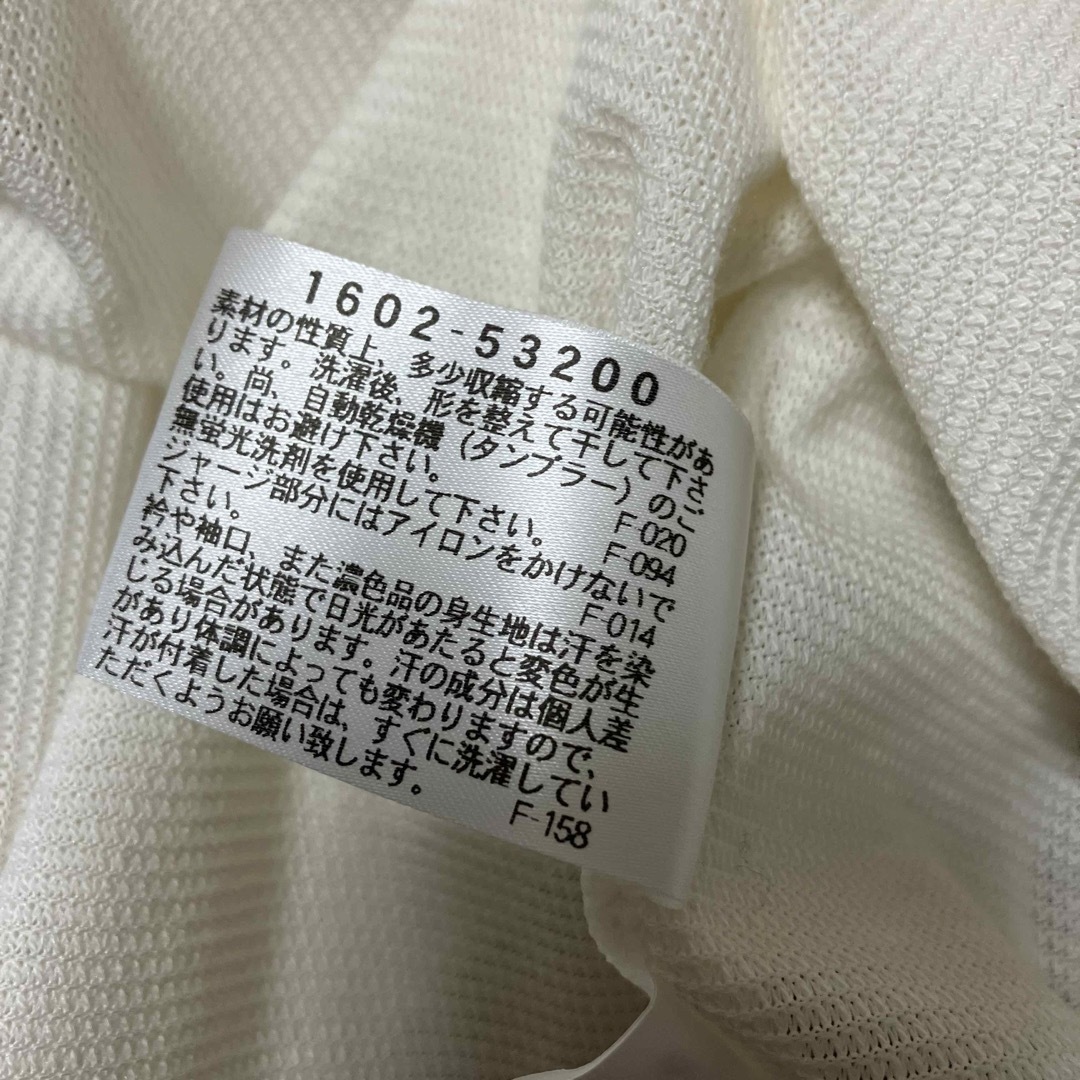 1602-53200
素材の性質上、多少収縮する可能性があ
ります。洗濯後、形を整えて干して下さ
い。尚、自動乾燥機（タンブラー）のご
使用はお避け下さい。 F-020
無蛍光洗剤を使用して下さい。 F-094
ジャージ部分にはアイロンをかけないで
下さい。 F-014
衿や袖口、また濃色品の身生地は汗を染
み込んだ状態で日光があたると変色が生
じる場合があります。汗の成分は個人差
があり体調によっても変わりますので、
汗が付着した場合は、すぐに洗濯してい
ただくようお願い致します。 F-158